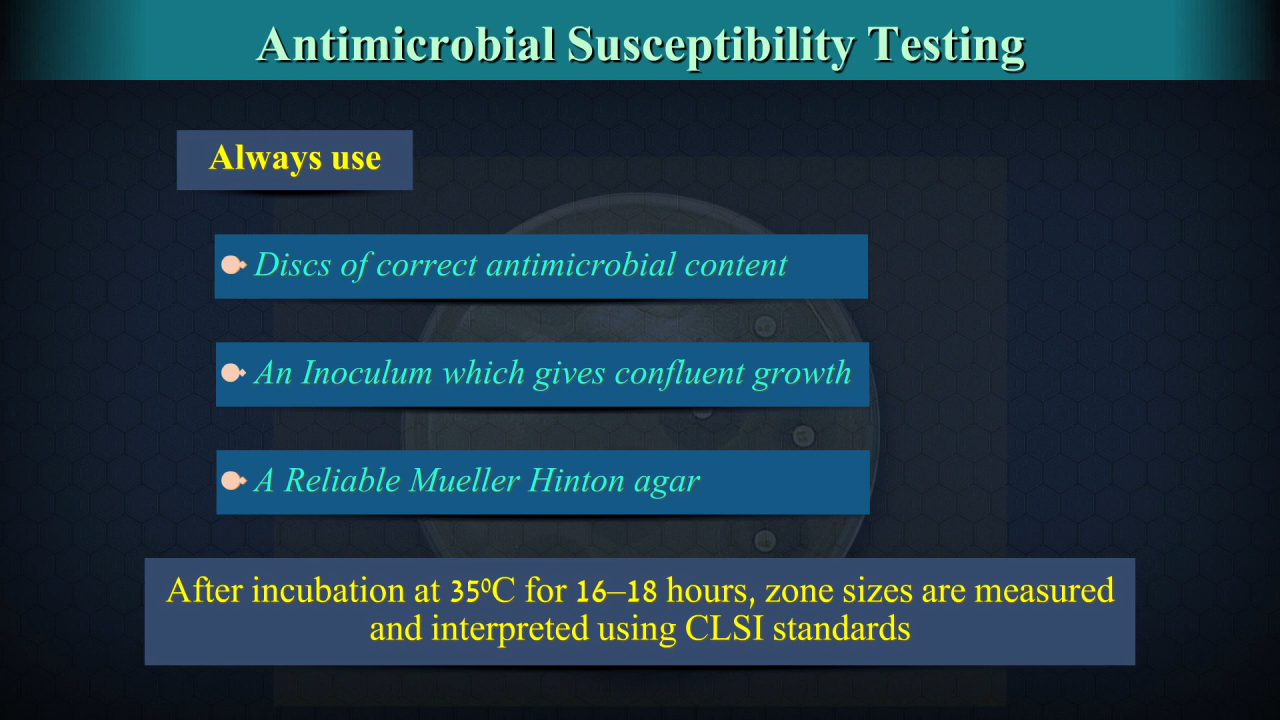 Antimicrobial Susceptibility Testing
Always use
Discs of correct antimicrobial content
An Inoculum which gives confluent growth
A Reliable Mueller Hinton agar
After incubation at 35⁰C for 16–18 hours, zone sizes are measured
and interpreted using CLSI standards